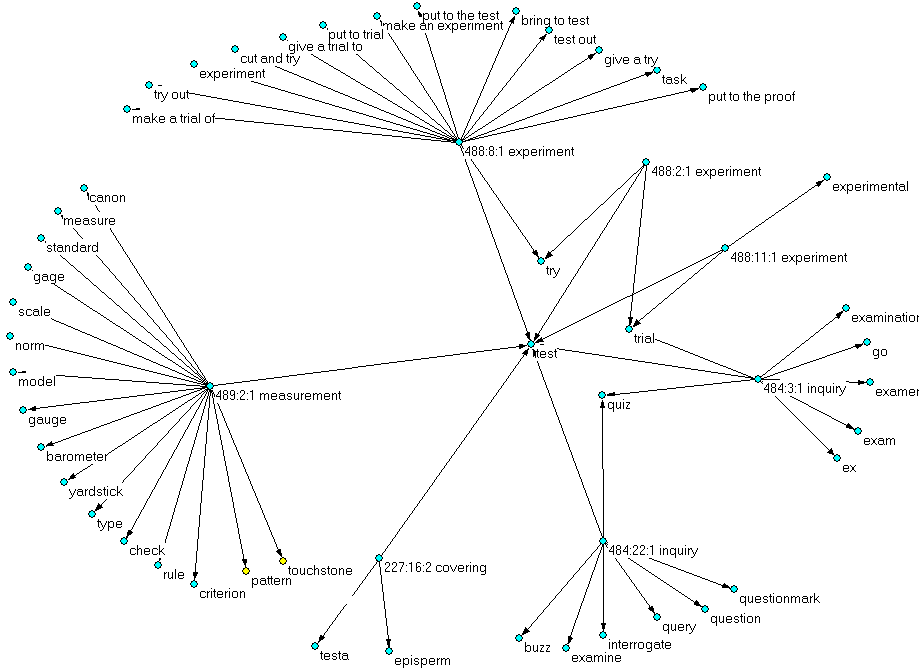 put to the test
make an experiment
bring to test
put to trial
test out
give a trial to
give a try
cut and try
experiment
task
try out
put to the proof
make a trial of
488:8:1 experiment
488:2:1 experiment
experimental
canon
measure
standard
488:11:1 experiment
gage
try
scale
examination
norm
trial
test
go
model
489:2:1 measurement
484:3:1 inquiry
examen
quiz
gauge
exam
barometer
ex
yardstick
type
check
484:22:1 inquiry
rule
pattern
touchstone
227:16:2 covering
criterion
questionmark
question
query
interrogate
buzz
examine
testa
episperm